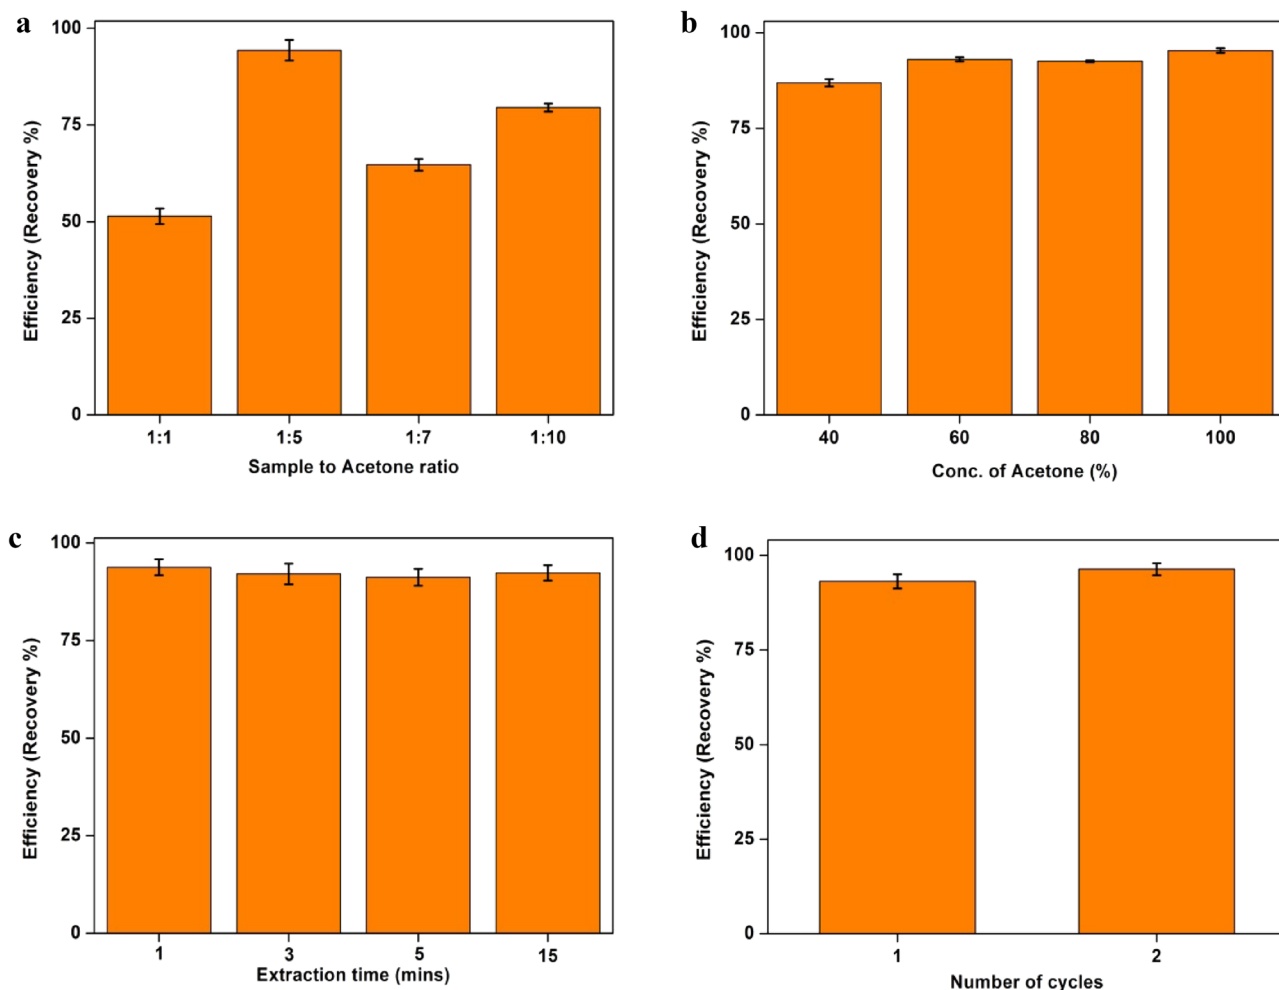 a
Efficiency (Recovery %)
100
75
50
25
0
1:1 1:5 1:7 1:10
Sample to Acetone ratio
b
Efficiency (Recovery %)
100
75
50
25
0
40 60 80 100
Conc. of Acetone (%)
c
Efficiency (Recovery %)
100
75
50
25
0
1 3 5 15
Extraction time (mins)
d
Efficiency (Recovery %)
100
75
50
25
0
1 2
Number of cycles